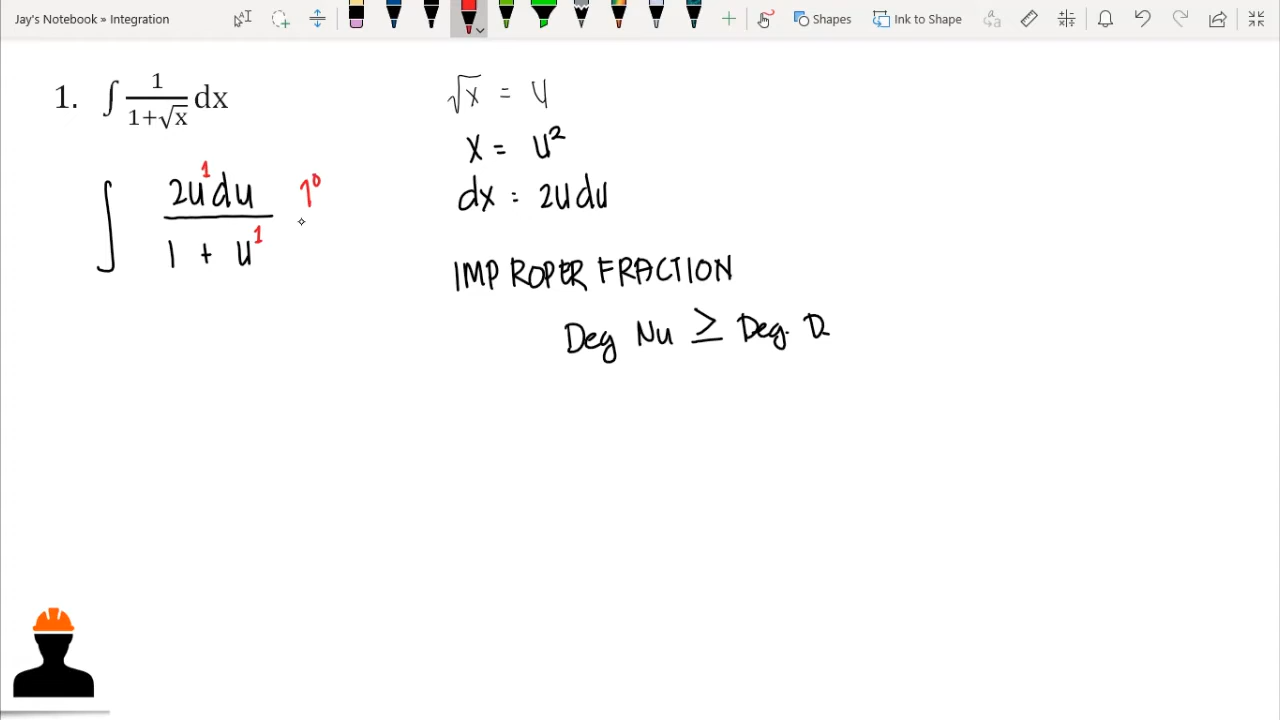 Jay's Notebook » Integration
Shapes
Ink to Shape
1. ∫ 1/(1+√x) dx
√x = u
x = u²
∫ 2u¹du/(1 + u¹) 1⁰
dx = 2udu
IMPROPER FRACTION
Deg Nu ≥ Deg. D